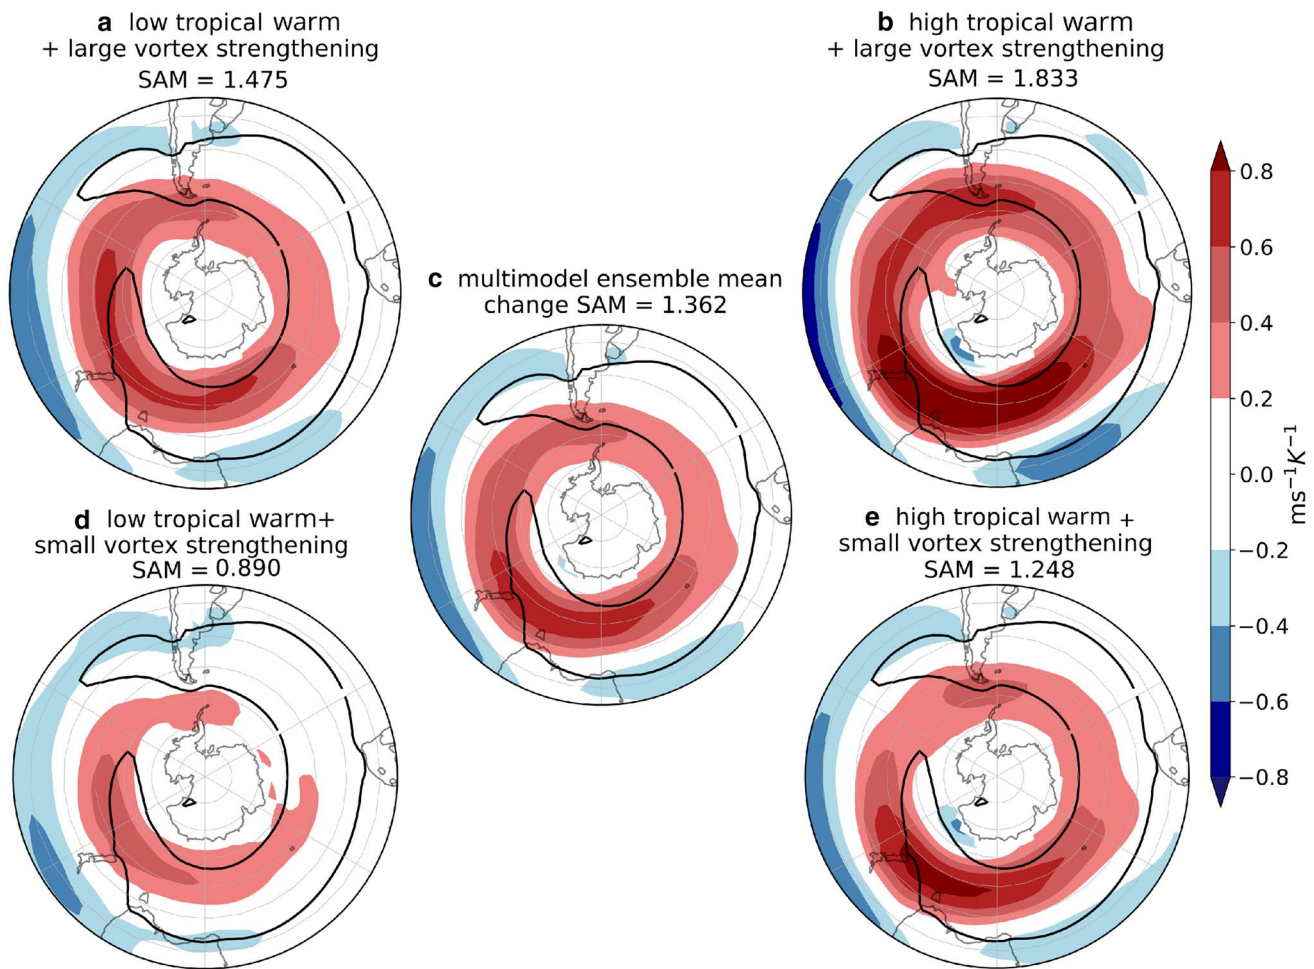 a low tropical warm
+ large vortex strengthening
SAM = 1.475
b high tropical warm
+ large vortex strengthening
SAM = 1.833
c multimodel ensemble mean
change SAM = 1.362
d low tropical warm+
small vortex strengthening
SAM = 0.890
e high tropical warm +
small vortex strengthening
SAM = 1.248
0.8
0.6
0.4
0.2
0.0
−0.2
−0.4
−0.6
−0.8
ms⁻¹K⁻¹